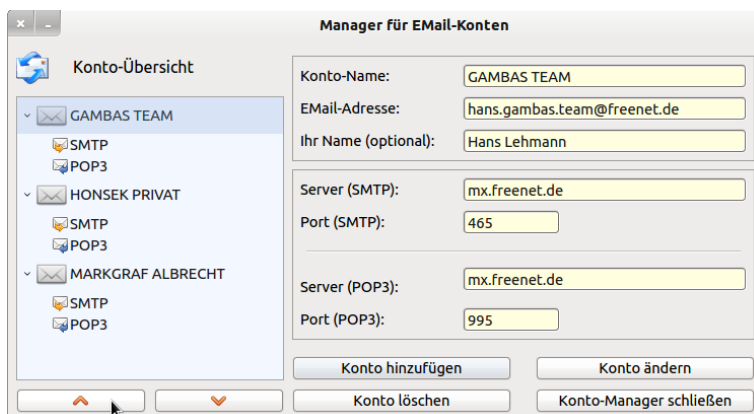 Manager für EMail-Konten
Konto-Übersicht
GAMBAS TEAM
SMTP
POP3
HONSEK PRIVAT
SMTP
POP3
MARKGRAF ALBRECHT
SMTP
POP3
Konto-Name: GAMBAS TEAM
EMail-Adresse: hans.gambas.team@freenet.de
Ihr Name (optional): Hans Lehmann
Server (SMTP): mx.freenet.de
Port (SMTP): 465
Server (POP3): mx.freenet.de
Port (POP3): 995
Konto hinzufügen
Konto ändern
Konto löschen
Konto-Manager schließen